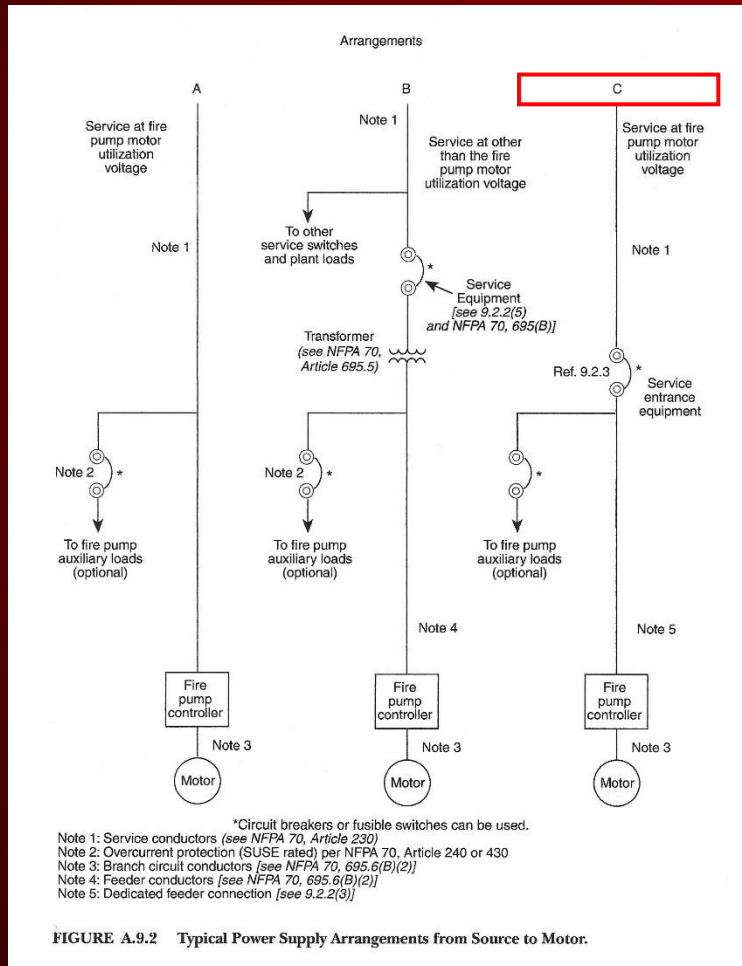 Arrangements
A
Service at fire
pump motor
utilization
voltage
Note 1
Note 2
*
To fire pump
auxiliary loads
(optional)
Fire
pump
controller
Note 3
Motor
B
Note 1
Service at other
than the fire
pump motor
utilization voltage
To other
service switches
and plant loads
*
Service
Equipment
[see 9.2.2(5)
and NFPA 70, 695(B)]
Transformer
(see NFPA 70,
Article 695.5)
Note 2
*
To fire pump
auxiliary loads
(optional)
Note 4
Fire
pump
controller
Note 3
Motor
C
Service at fire
pump motor
utilization
voltage
Note 1
Ref. 9.2.3
*
Service
entrance
equipment
*
To fire pump
auxiliary loads
(optional)
Note 5
Fire
pump
controller
Note 3
Motor
*Circuit breakers or fusible switches can be used.
Note 1: Service conductors (see NFPA 70, Article 230)
Note 2: Overcurrent protection (SUSE rated) per NFPA 70, Article 240 or 430
Note 3: Branch circuit conductors [see NFPA 70, 695.6(B)(2)]
Note 4: Feeder conductors [see NFPA 70, 695.6(B)(2)]
Note 5: Dedicated feeder connection [see 9.2.2(3)]
FIGURE A.9.2 Typical Power Supply Arrangements from Source to Motor.